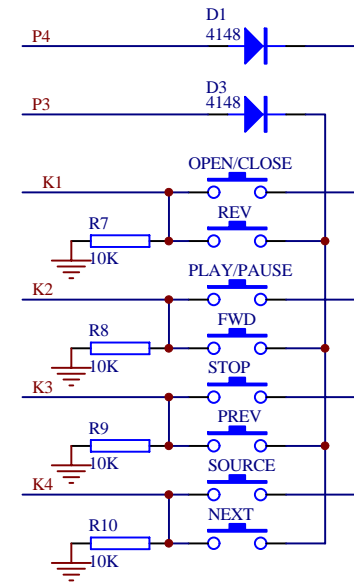 D1
P4
4148
D3
P3
4148
OPEN/CLOSE
K1
REV
R7
10K
PLAY/PAUSE
K2
FWD
R8
10K
STOP
K3
PREV
R9
10K
SOURCE
K4
NEXT
R10
10K